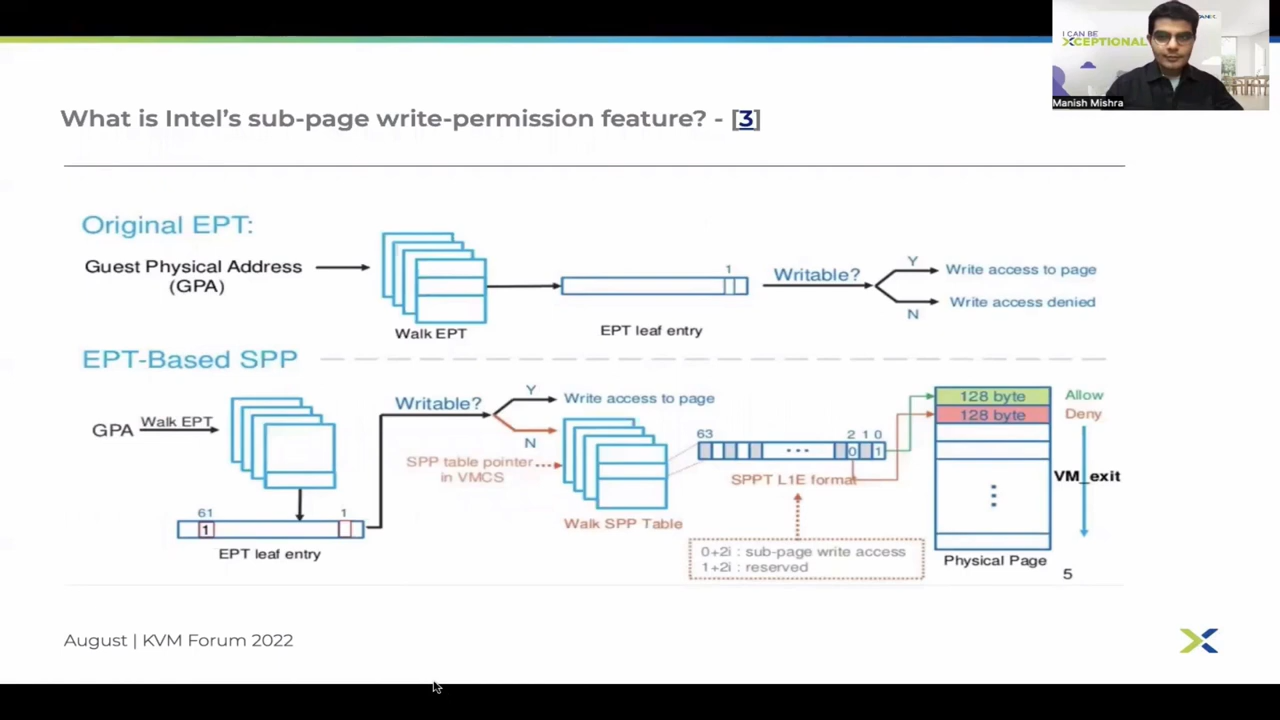 I CAN BE
XCEPTIONAL
Manish Mishra
What is Intel's sub-page write-permission feature? - [3]
Original EPT:
Guest Physical Address
(GPA)
Walk EPT
1
EPT leaf entry
Writable?
Y
N
Write access to page
Write access denied
EPT-Based SPP
GPA
Walk EPT
61
1
1
EPT leaf entry
Writable?
Y
N
Write access to page
SPP table pointer
in VMCS
Walk SPP Table
63
2 1 0
...
0
1
SPPT L1E format
0+2i : sub-page write access
1+2i : reserved
128 byte
128 byte
Allow
Deny
VM_exit
Physical Page
5
August | KVM Forum 2022